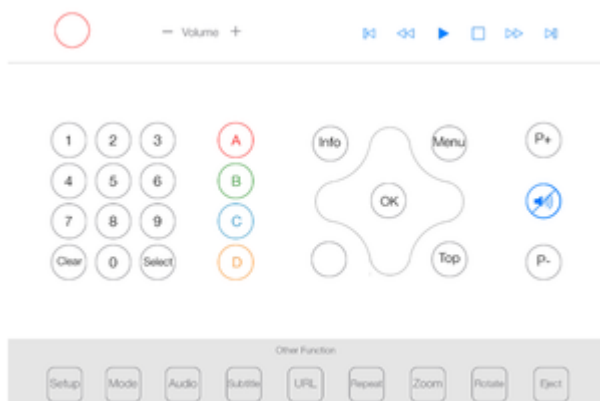 − Volume +
1 2 3 A Info Menu P+
4 5 6 B
OK
7 8 9 C
Clear 0 Select D Top P-
Other Function
Setup Mode Audio Subtitle URL Repeat Zoom Rotate Eject